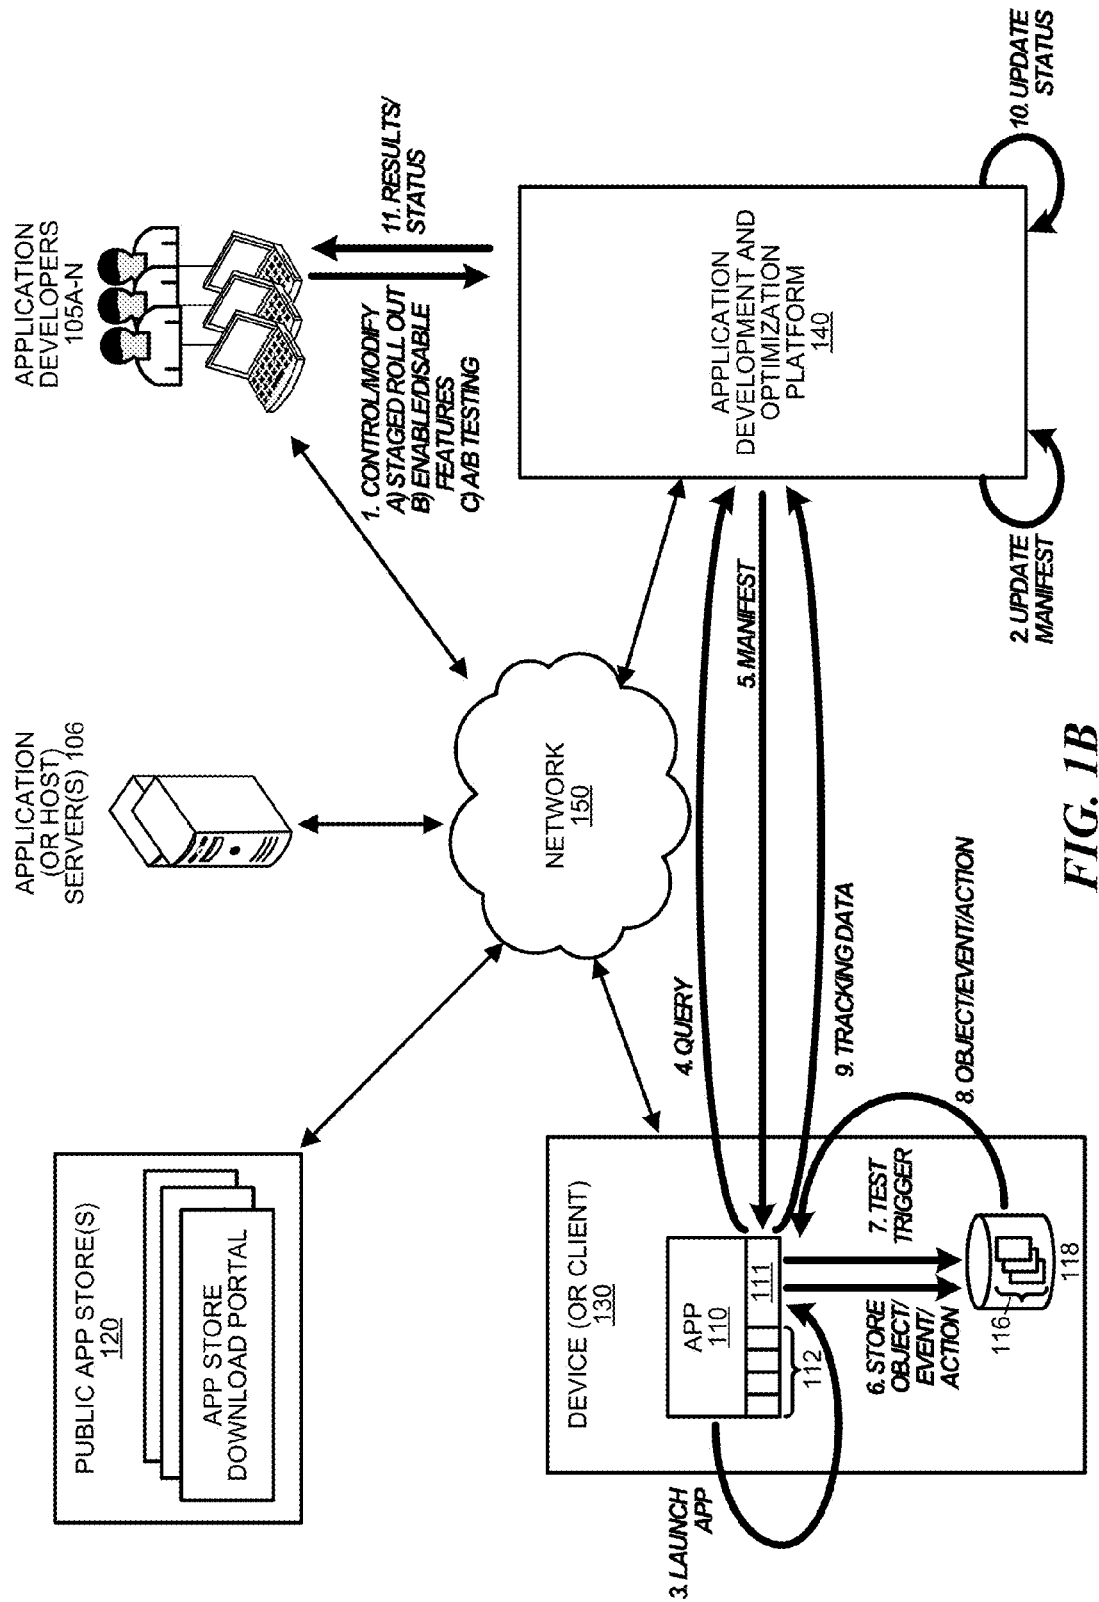 PUBLIC APP STORE(S)
120
APP STORE
DOWNLOAD PORTAL
APPLICATION
(OR HOST)
SERVER(S) 106
APPLICATION
DEVELOPERS
105A-N
NETWORK
150
1. CONTROL/MODIFY
A) STAGED ROLL OUT
B) ENABLE/DISABLE
FEATURES
C) A/B TESTING
11. RESULTS/
STATUS
DEVICE (OR CLIENT)
130
APP
110
111
112
3. LAUNCH
APP
4. QUERY
5. MANIFEST
9. TRACKING DATA
6. STORE
OBJECT/
EVENT/
ACTION
7. TEST
TRIGGER
8. OBJECT/EVENT/ACTION
116
118
APPLICATION
DEVELOPMENT AND
OPTIMIZATION
PLATFORM
140
2. UPDATE
MANIFEST
10. UPDATE
STATUS
FIG. 1B